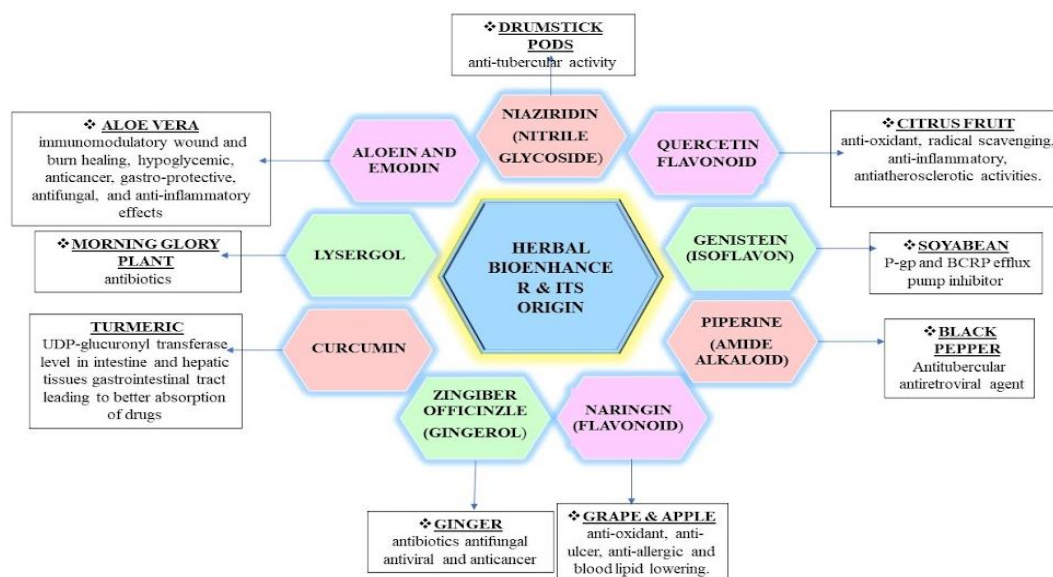 ❖ DRUMSTICK
PODS
anti-tubercular activity
NIAZIRIDIN
(NITRILE
GLYCOSIDE)
❖ ALOE VERA
immunomodulatory wound and
burn healing, hypoglycemic,
anticancer, gastro-protective,
antifungal, and anti-inflammatory
effects
ALOEIN AND
EMODIN
QUERCETIN
FLAVONOID
❖ CITRUS FRUIT
anti-oxidant, radical scavenging,
anti-inflammatory,
antiatherosclerotic activities.
❖ MORNING GLORY
PLANT
antibiotics
LYSERGOL
HERBAL
BIOENHANCE
R & ITS
ORIGIN
GENISTEIN
(ISOFLAVON)
❖ SOYABEAN
P-gp and BCRP efflux
pump inhibitor
TURMERIC
UDP-glucuronyl transferase
level in intestine and hepatic
tissues gastrointestinal tract
leading to better absorption
of drugs
CURCUMIN
PIPERINE
(AMIDE
ALKALOID)
❖ BLACK
PEPPER
Antitubercular
antiretroviral agent
ZINGIBER
OFFICINZLE
(GINGEROL)
NARINGIN
(FLAVONOID)
❖ GINGER
antibiotics antifungal
antiviral and anticancer
❖ GRAPE & APPLE
anti-oxidant, anti-
ulcer, anti-allergic and
blood lipid lowering.